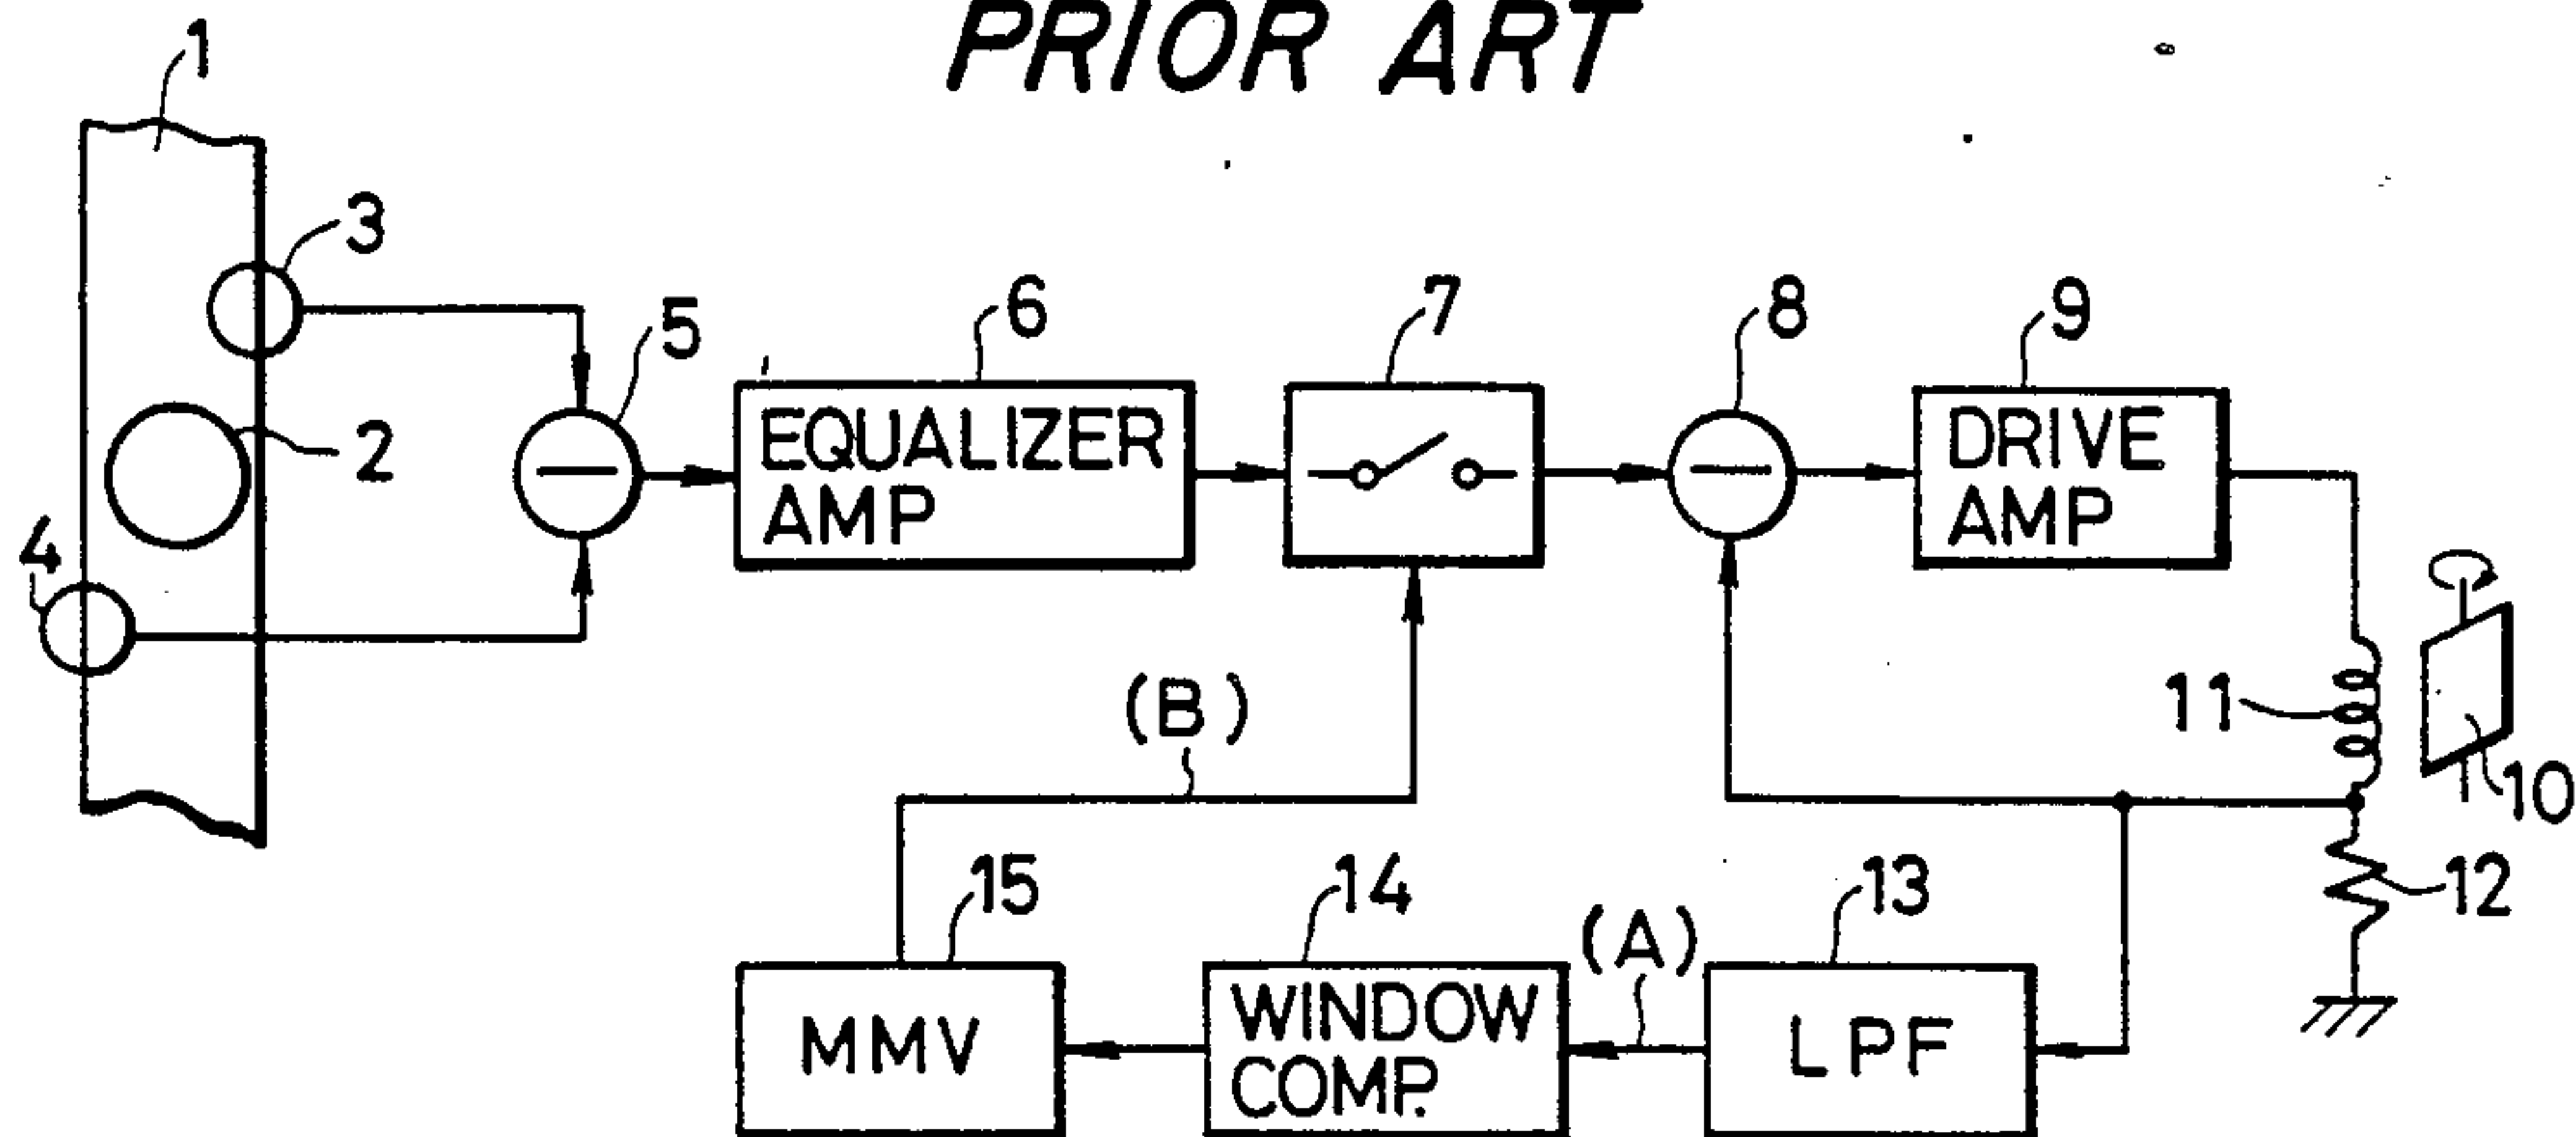 PRIOR ART
1
3
5
6
7
8
9
2
EQUALIZER
AMP
DRIVE
AMP
4
(B)
11
10
15
14
(A)
13
12
MMV
WINDOW
COMP.
LPF